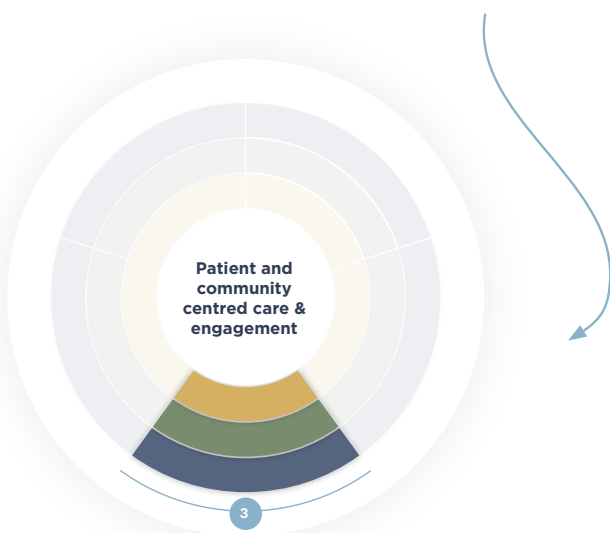 Patient and
community
centred care &
engagement
3